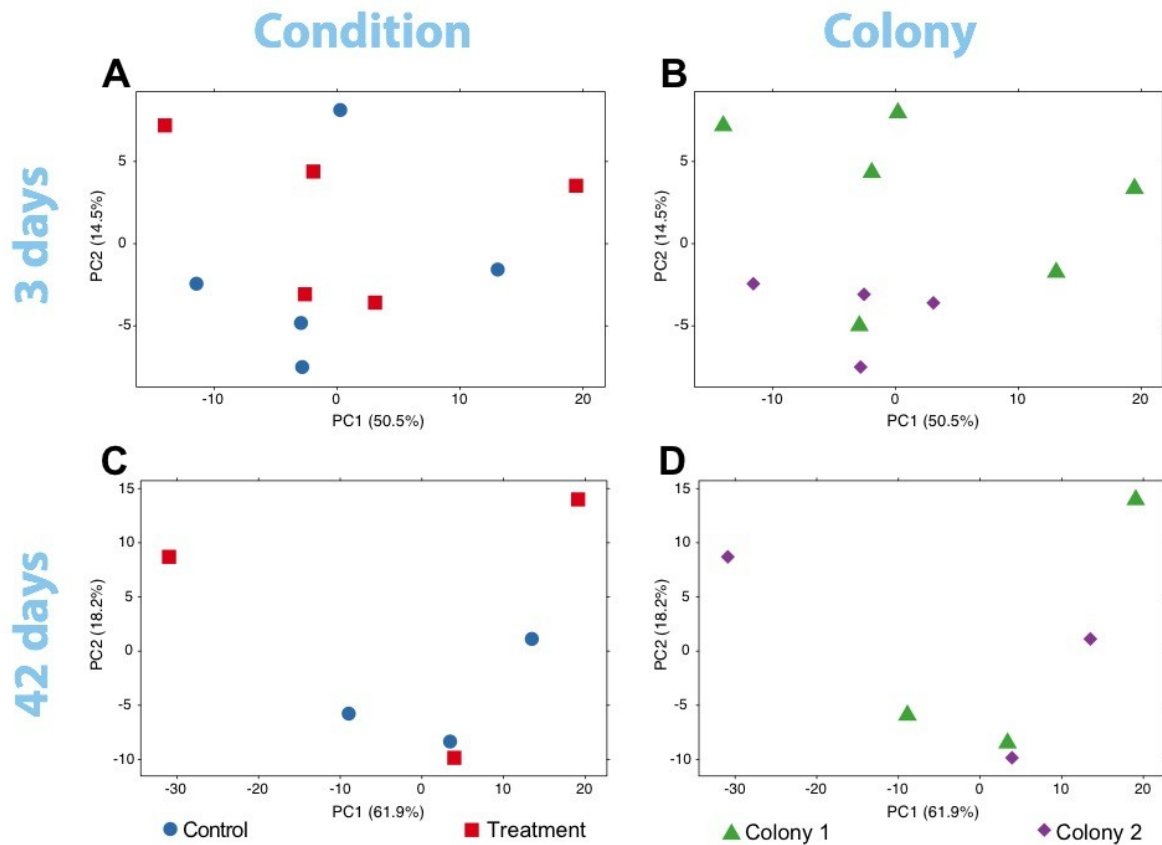 Condition
Colony
3 days
A
5
0
-5
PC2 (14.5%)
-10
0
10
20
PC1 (50.5%)
B
5
0
-5
PC2 (14.5%)
-10
0
10
20
PC1 (50.5%)
42 days
C
15
10
5
0
-5
-10
PC2 (18.2%)
-30
-20
-10
0
10
20
PC1 (61.9%)
D
15
10
5
0
-5
-10
PC2 (18.2%)
-30
-20
-10
0
10
20
PC1 (61.9%)
Control
Treatment
Colony 1
Colony 2